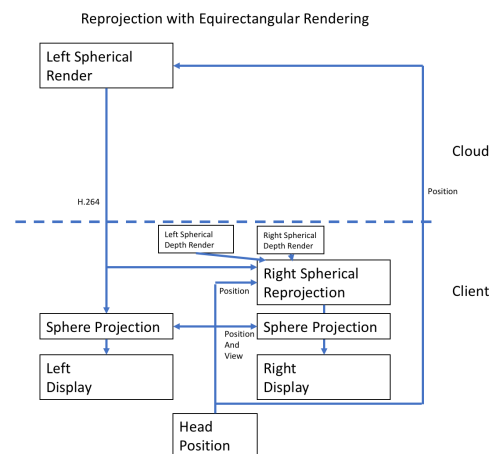 Reprojection with Equirectangular Rendering
Left Spherical
Render
Cloud
Position
H.264
Left Spherical
Depth Render
Right Spherical
Depth Render
Right Spherical
Reprojection
Client
Position
Sphere Projection
Sphere Projection
Position
And
View
Left
Display
Right
Display
Head
Position